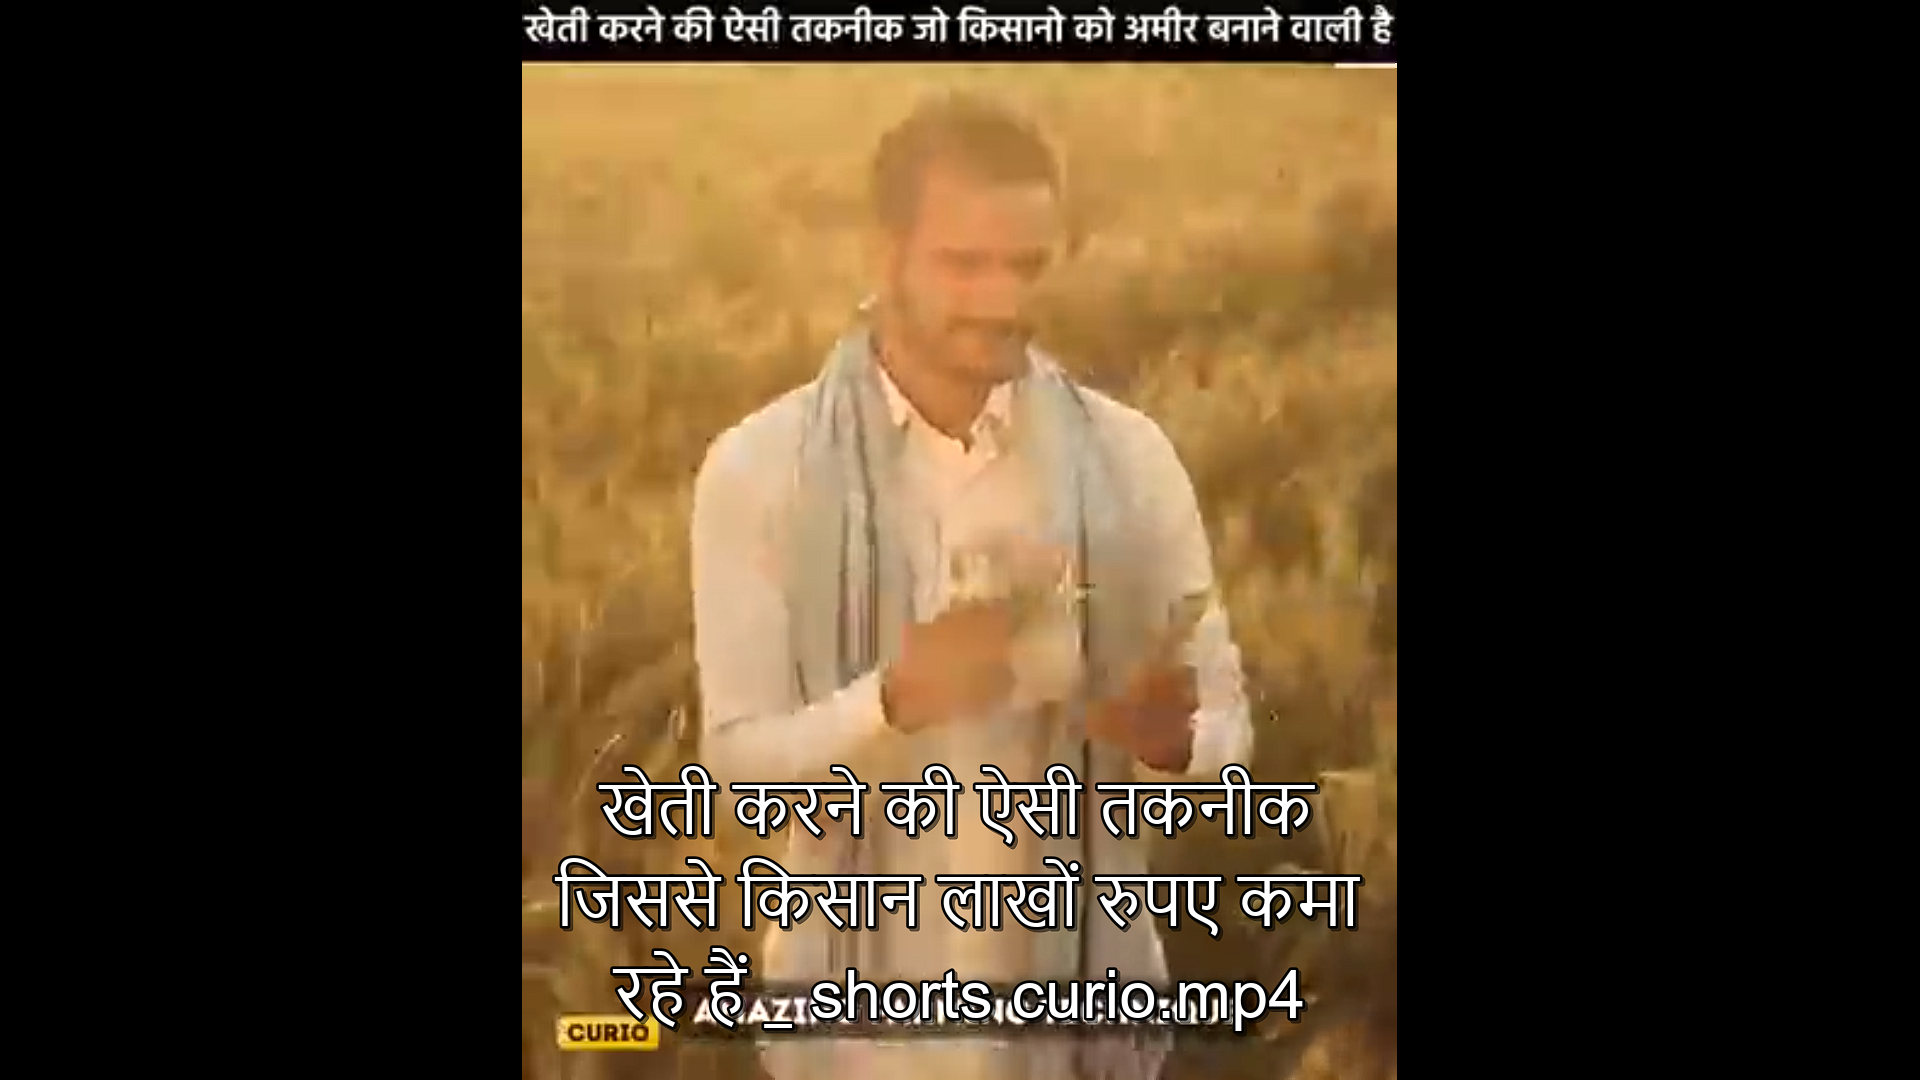 खेती करने की ऐसी तकनीक जो किसानो को अमीर बनाने वाली है
खेती करने की ऐसी तकनीक
जिससे किसान लाखों रुपए कमा
रहे हैं_ shorts curio.mp4
CURIO